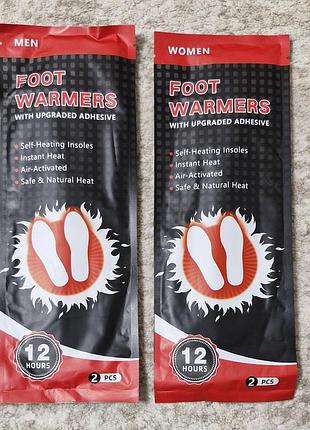 MEN
FOOT
WARMERS
WITH UPGRADED ADHESIVE
• Self-Heating Insoles
• Instant Heat
• Air-Activated
• Safe & Natural Heat
12
HOURS
2 PCS
WOMEN
FOOT
WARMERS
WITH UPGRADED ADHESIVE
• Self-Heating Insoles
• Instant Heat
• Air-Activated
• Safe & Natural Heat
12
HOURS
2 PCS